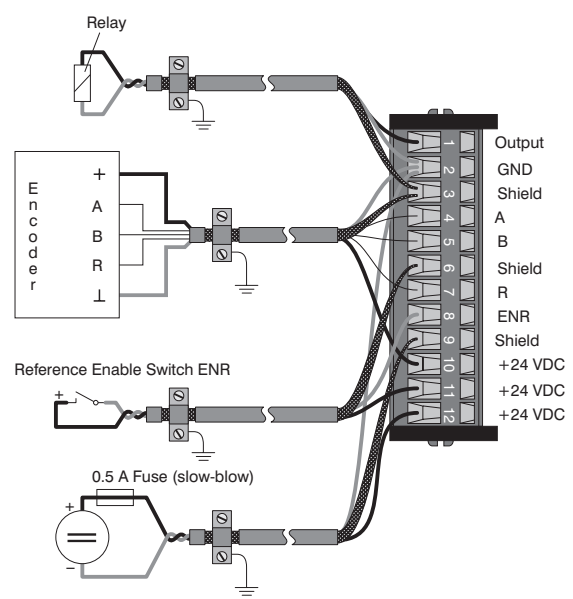 Relay
1 Output
2 GND
3 Shield
+
A
B
R
⊥
Encoder
4 A
5 B
6 Shield
7 R
8 ENR
9 Shield
10 +24 VDC
11 +24 VDC
12 +24 VDC
Reference Enable Switch ENR
+
0.5 A Fuse (slow-blow)
+
−